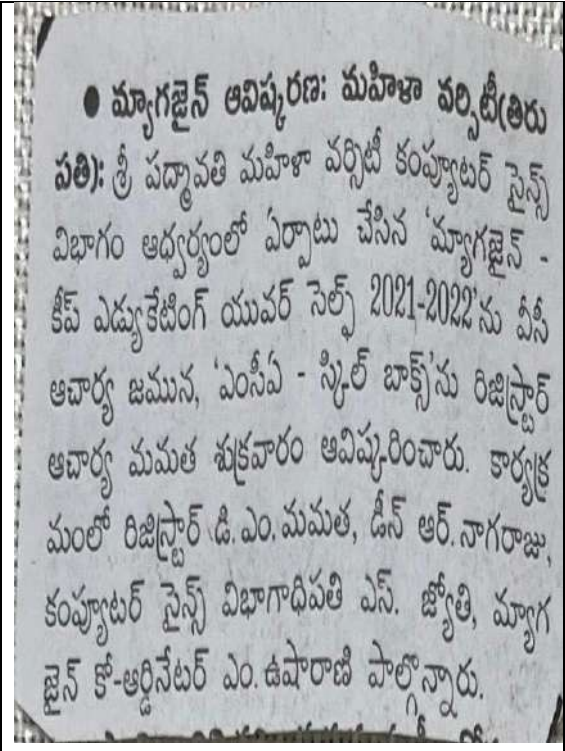 ● మ్యాగజైన్ ఆవిష్కరణ: మహిళా వర్సిటీ(తిరు
పతి): శ్రీ పద్మావతి మహిళా వర్సిటీ కంప్యూటర్ సైన్స్
విభాగం ఆధ్వర్యంలో ఏర్పాటు చేసిన ‘మ్యాగజైన్ -
కీప్ ఎడ్యుకేటింగ్ యువర్ సెల్ఫ్ 2021-2022’ను వీసీ
ఆచార్య జమున, ‘ఎంసీఏ - స్కిల్ బాక్స్’ను రిజిస్ట్రార్
ఆచార్య మమత శుక్రవారం ఆవిష్కరించారు. కార్యక్ర
మంలో రిజిస్ట్రార్ డి.ఎం.మమత, డీన్ ఆర్.నాగరాజు,
కంప్యూటర్ సైన్స్ విభాగాధిపతి ఎస్. జ్యోతి, మ్యాగ
జైన్ కో-ఆర్డినేటర్ ఎం.ఉషారాణి పాల్గొన్నారు.